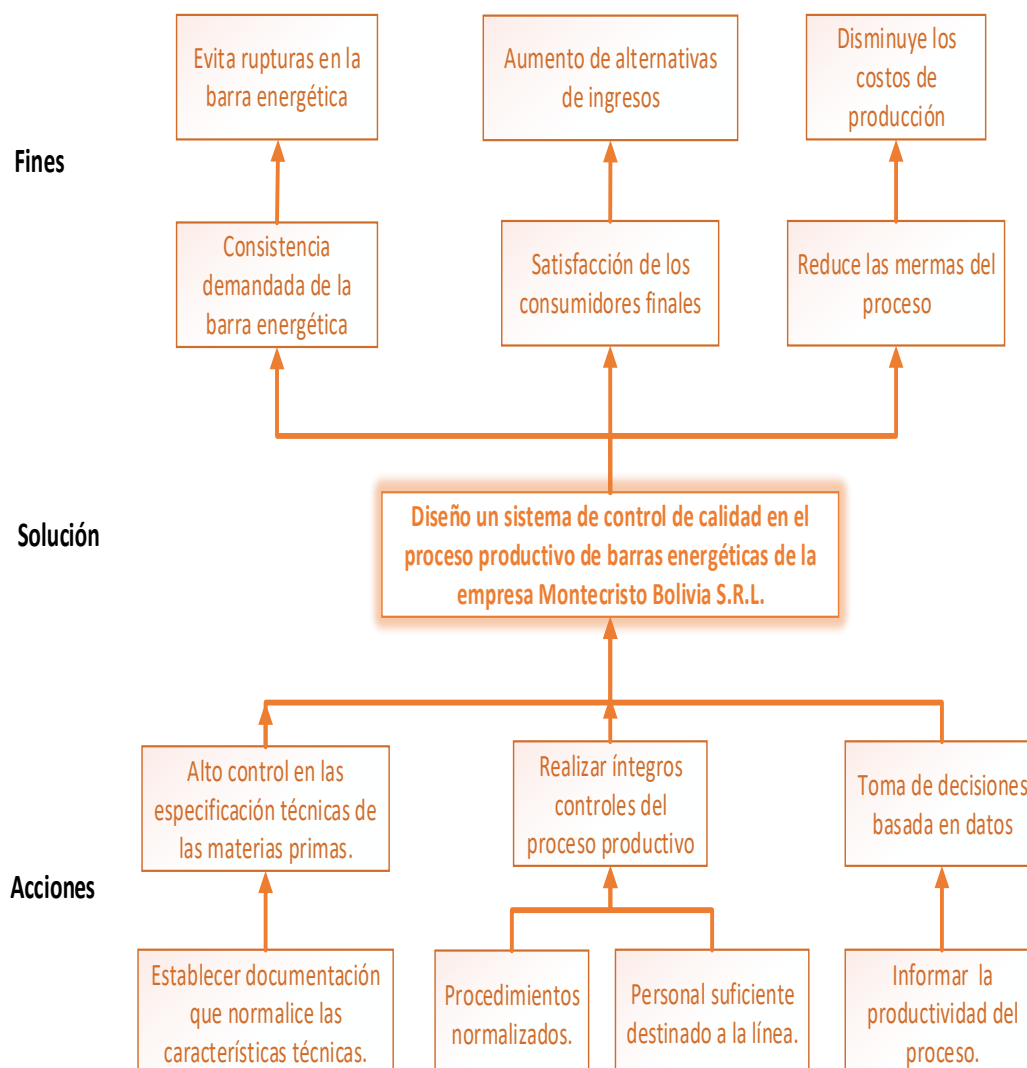 Evita rupturas en la
barra energética
Aumento de alternativas
de ingresos
Disminuye los
costos de
producción
Fines
Consistencia
demandada de la
barra energética
Satisfacción de los
consumidores finales
Reduce las mermas del
proceso
Solución
Diseño un sistema de control de calidad en el
proceso productivo de barras energéticas de la
empresa Montecristo Bolivia S.R.L.
Alto control en las
especificación técnicas de
las materias primas.
Realizar íntegros
controles del
proceso productivo
Toma de decisiones
basada en datos
Acciones
Establecer documentación
que normalice las
características técnicas.
Procedimientos
normalizados.
Personal suficiente
destinado a la línea.
Informar la
productividad del
proceso.